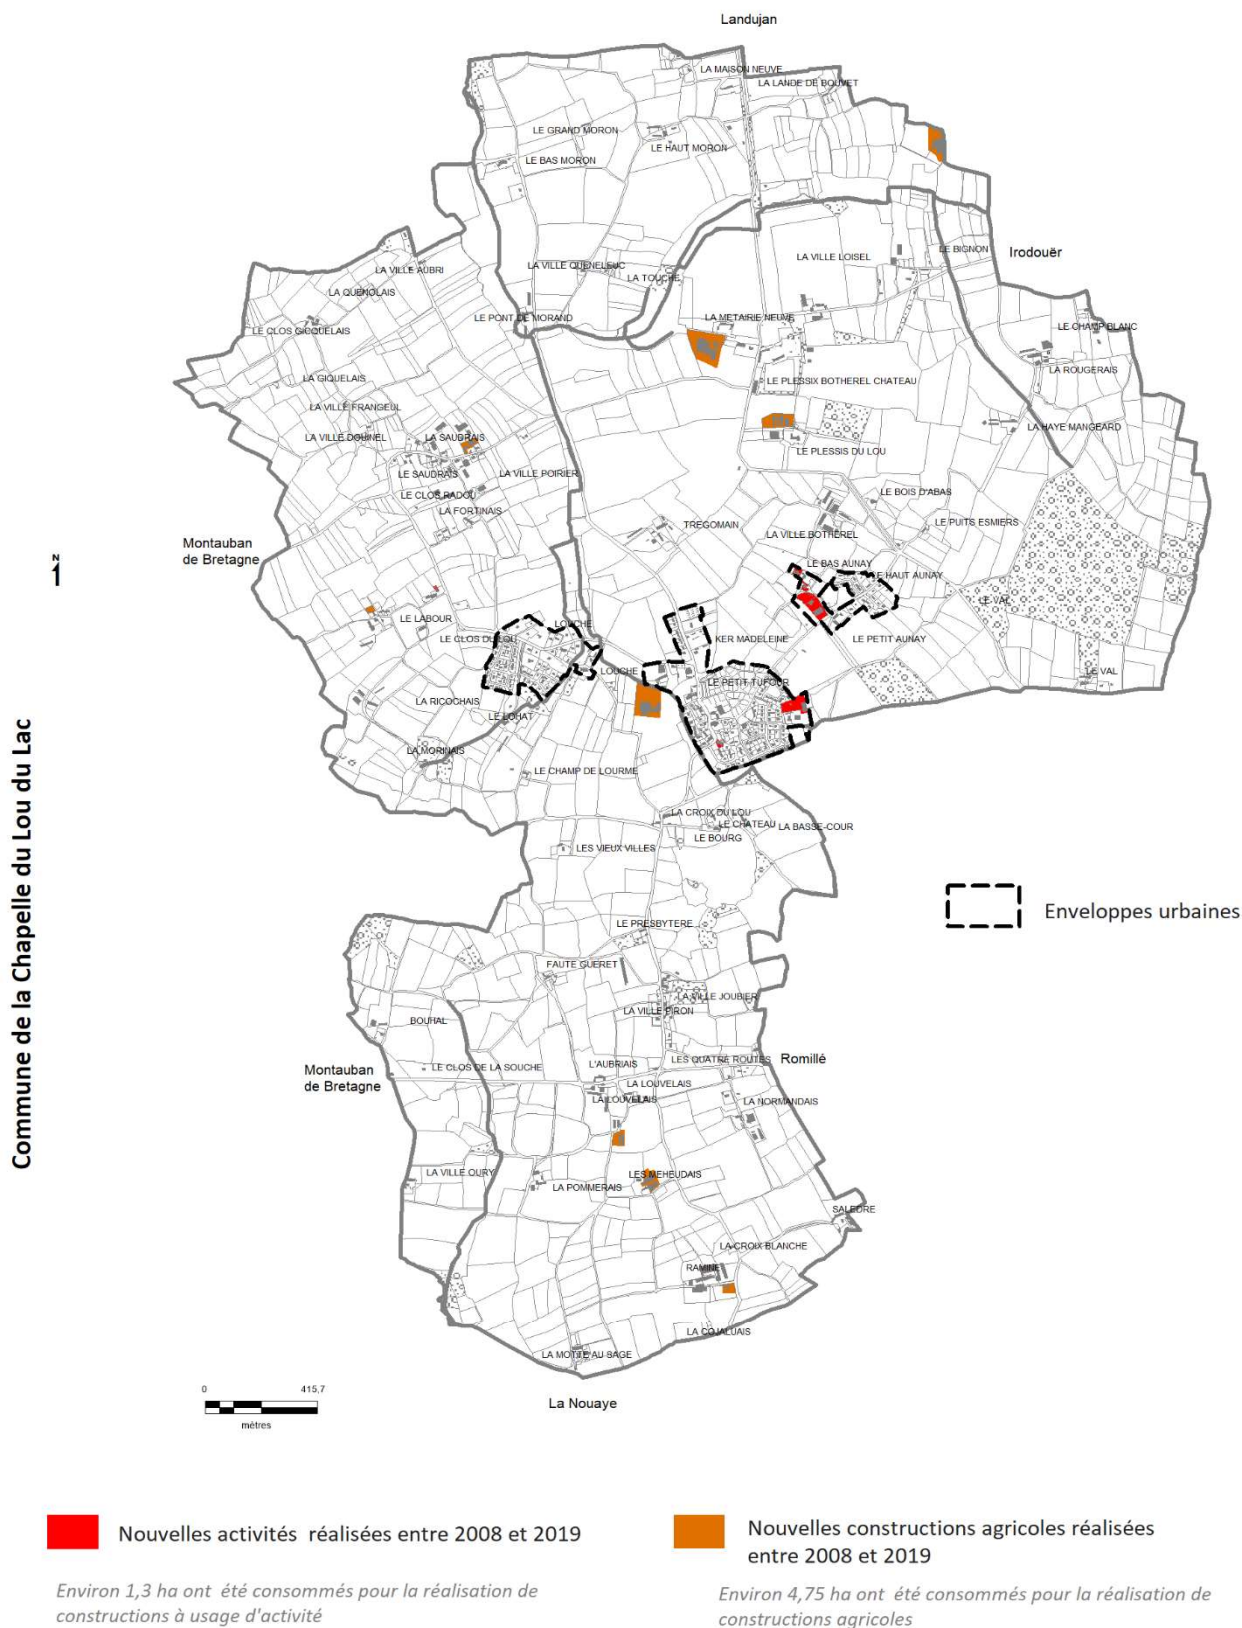 Landujan
LA MAISON NEUVE
LA LANDE DE BOUVET
LE GRAND MORON
LE HAUT MORON
LE BAS MORON
LE BIGNON
Irodouër
LA VILLE LOISEL
LA VILLE AUBRI
LA VILLE QUENELEUC
LA TOUCHE
LA QUENOLAIS
LE PONT DE MORAND
LA METAIRIE NEUVE
LE CLOS GICQUELAIS
LE CHAMP BLANC
LA ROUGERAIS
LA GIQUELAIS
LE PLESSIX BOTHEREL CHATEAU
LA VILLE FRANGEUL
LA HAYE MANGEARD
LA VILLE DOUINEL
LA SAUDRAIS
LE PLESSIS DU LOU
LE SAUDRAIS
LA VILLE POIRIER
LE CLOS RADOU
LE BOIS D'ABAS
LA FORTINAIS
TREGOMAIN
LE PUITS ESMIERS
LA VILLE BOTHEREL
Montauban
de Bretagne
N
LE BAS AUNAY
LE HAUT AUNAY
LE VAL
LE LABOUR
LOUCHE
LE CLOS DU LOU
KER MADELEINE
LE PETIT AUNAY
LOUCHE
LE PETIT TUFOUR
LE VAL
LA RICOCHAIS
LE LOHAT
LA MORINAIS
LE CHAMP DE LOURME
LA CROIX DU LOU
LE CHATEAU
LA BASSE-COUR
LE BOURG
LES VIEUX VILLES
Commune de la Chapelle du Lou du Lac
Enveloppes urbaines
LE PRESBYTERE
FAUTE GUERET
LA VILLE JOUBIER
LA VILLE PIRON
BOUHAL
Montauban
de Bretagne
LE CLOS DE LA SOUCHE
L'AUBRIAIS
LES QUATRE ROUTES
Romillé
LA LOUVELAIS
LA LOUVELAIS
LA NORMANDAIS
LA VILLE OURY
LA POMMERAIS
LES MEHEUDAIS
SALEDRE
LA CROIX BLANCHE
RAMINE
LA COJALUAIS
LA MOTTE AU SAGE
0 415,7
mètres
La Nouaye
Nouvelles activités réalisées entre 2008 et 2019
Environ 1,3 ha ont été consommés pour la réalisation de
constructions à usage d'activité
Nouvelles constructions agricoles réalisées
entre 2008 et 2019
Environ 4,75 ha ont été consommés pour la réalisation de
constructions agricoles